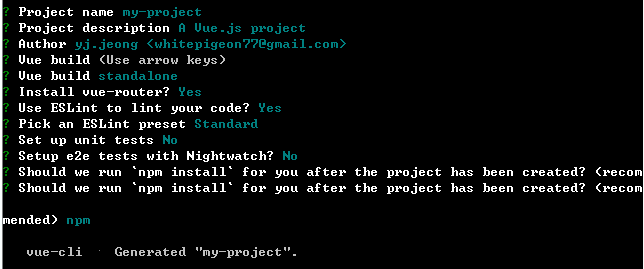 ? Project name my-project
? Project description A Vue.js project
? Author yj.jeong <whitepigeon77@gmail.com>
? Vue build (Use arrow keys)
? Vue build standalone
? Install vue-router? Yes
? Use ESLint to lint your code? Yes
? Pick an ESLint preset Standard
? Set up unit tests No
? Setup e2e tests with Nightwatch? No
? Should we run `npm install` for you after the project has been created? (recom
? Should we run `npm install` for you after the project has been created? (recom
mended) npm
vue-cli · Generated "my-project".